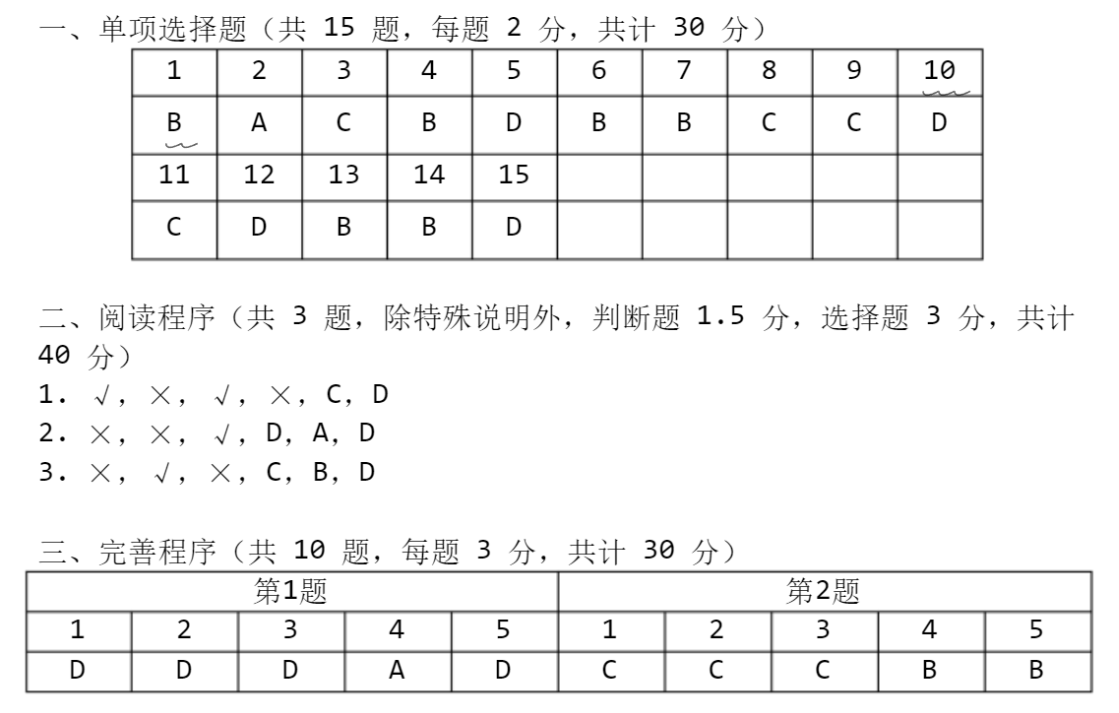 一、单项选择题（共 15 题，每题 2 分，共计 30 分）
1 2 3 4 5 6 7 8 9 10
B A C B D B B C C D
11 12 13 14 15
C D B B D
二、阅读程序（共 3 题，除特殊说明外，判断题 1.5 分，选择题 3 分，共计
40 分）
1. √, ×, √, ×, C, D
2. ×, ×, √, D, A, D
3. ×, √, ×, C, B, D
三、完善程序（共 10 题，每题 3 分，共计 30 分）
第1题 第2题
1 2 3 4 5 1 2 3 4 5
D D D A D C C C B B